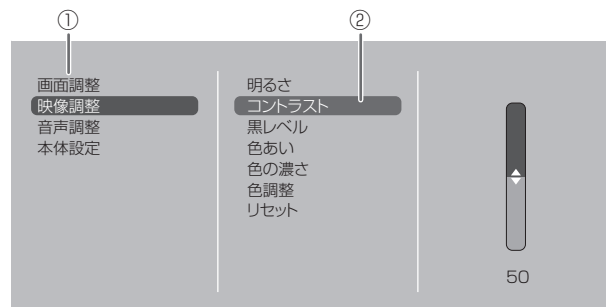 ① ②
画面調整
映像調整
音声調整
本体設定
明るさ
コントラスト
黒レベル
色あい
色の濃さ
色調整
リセット
50